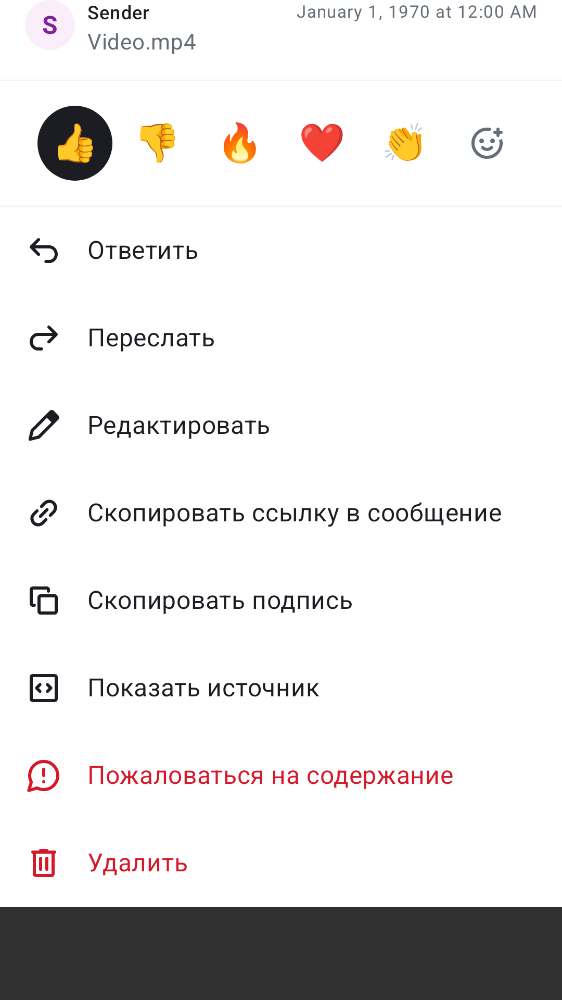 S
Sender
January 1, 1970 at 12:00 AM
Video.mp4
Ответить
Переслать
Редактировать
Скопировать ссылку в сообщение
Скопировать подпись
Показать источник
Пожаловаться на содержание
Удалить